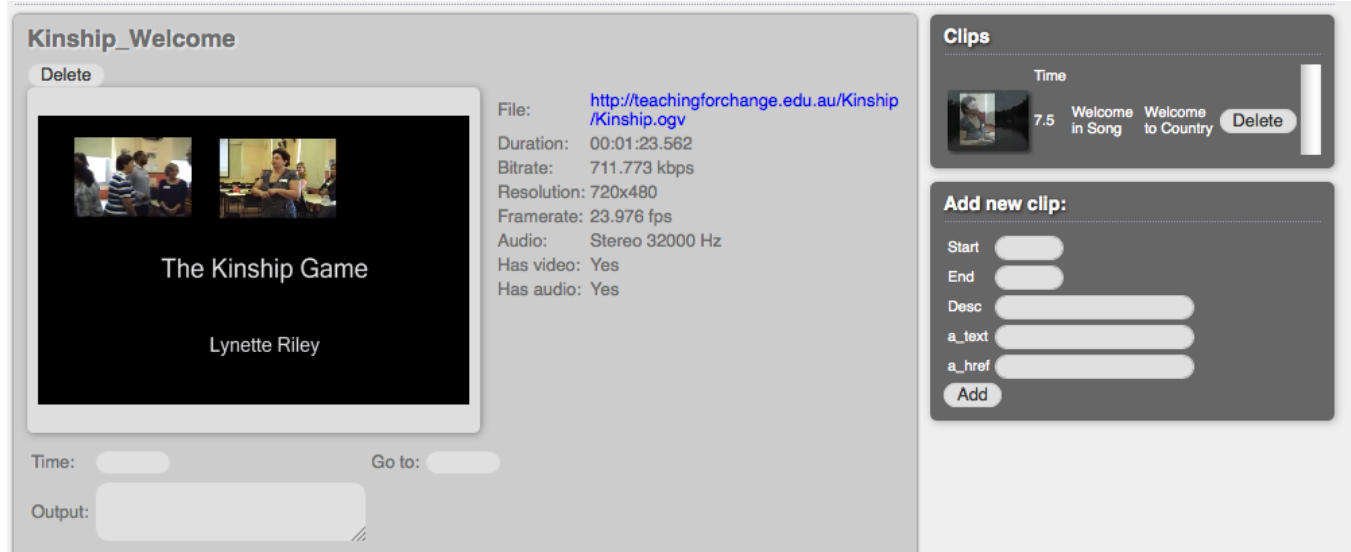 Kinship_Welcome
Delete
The Kinship Game
Lynette Riley
File: http://teachingforchange.edu.au/Kinship
/Kinship.ogv
Duration: 00:01:23.562
Bitrate: 711.773 kbps
Resolution: 720x480
Framerate: 23.976 fps
Audio: Stereo 32000 Hz
Has video: Yes
Has audio: Yes
Time:
Go to:
Output:
Clips
Time
7.5 Welcome in Song Welcome to Country Delete
Add new clip:
Start
End
Desc
a_text
a_href
Add